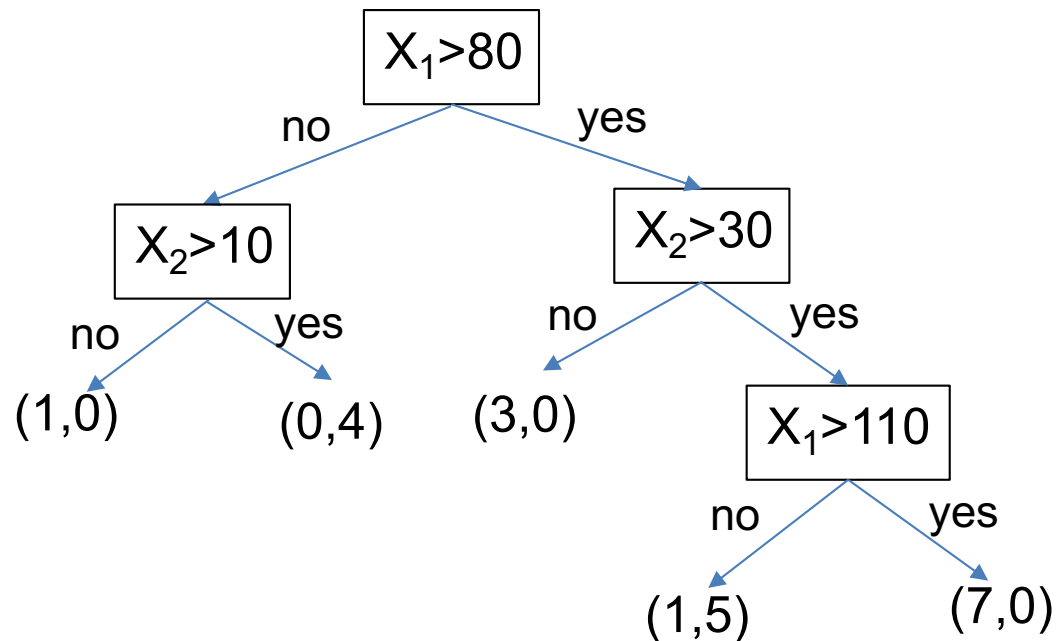 X₁>80
no
yes
X₂>10
X₂>30
no
yes
no
yes
(1,0)
(0,4)
(3,0)
X₁>110
no
yes
(1,5)
(7,0)